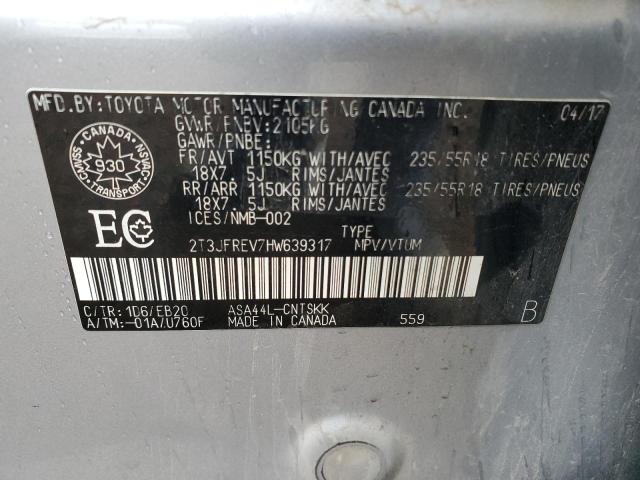 MFD.BY:TOYOTA MOTOR MANUFACTURING CANADA INC. 04/17
GVWR/PNBV:2105KG
GAWR/PNBE:
FR/AVT 1150KG WITH/AVEC 235/55R18 TIRES/PNEUS
18X7.5J RIMS/JANTES
RR/ARR 1150KG WITH/AVEC 235/55R18 TIRES/PNEUS
18X7.5J RIMS/JANTES
ICES/NMB-002
CANADA
930
TRANSPORT
CMVSS
NSVAC
EC
TYPE
2T3JFREV7HW639317 MPV/VTUM
C/TR: 1D6/EB20 ASA44L-CNTSKK
A/TM:-01A/U760F MADE IN CANADA 559 B